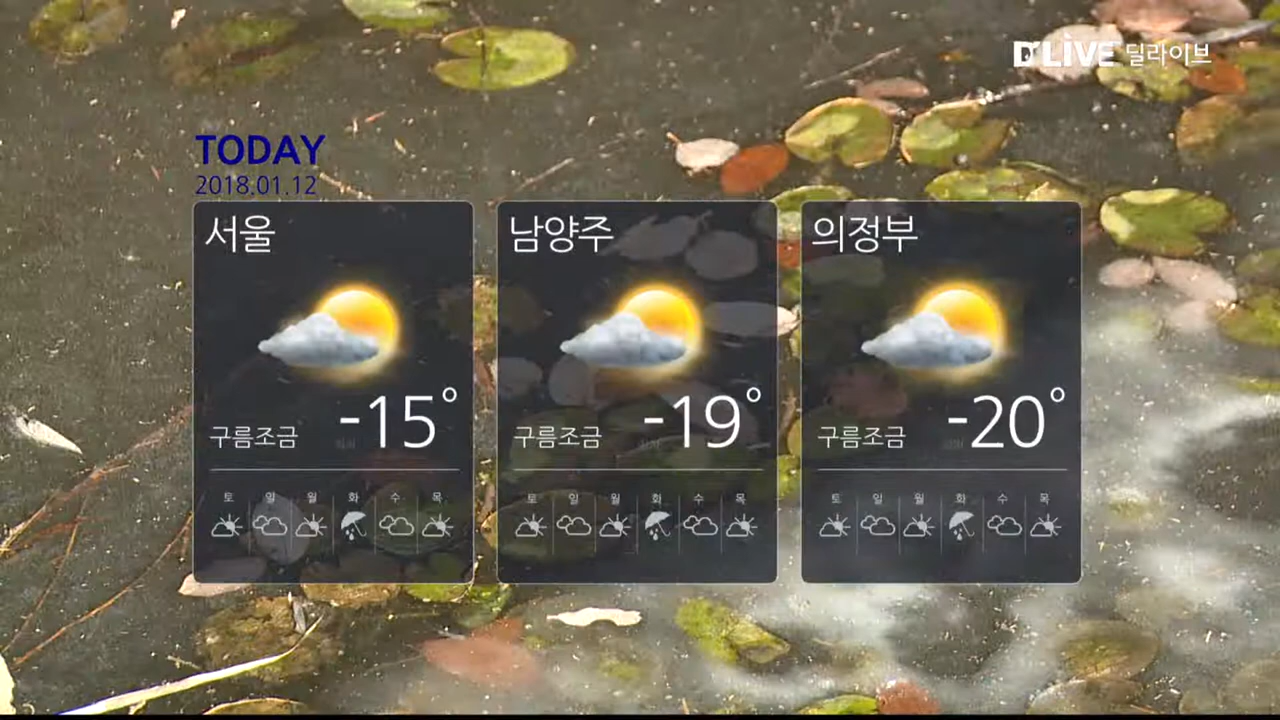 D'LIVE 딜라이브
TODAY
2018.01.12
서울
구름조금 -15°
토 일 월 화 수 목
남양주
구름조금 -19°
토 일 월 화 수 목
의정부
구름조금 -20°
토 일 월 화 수 목